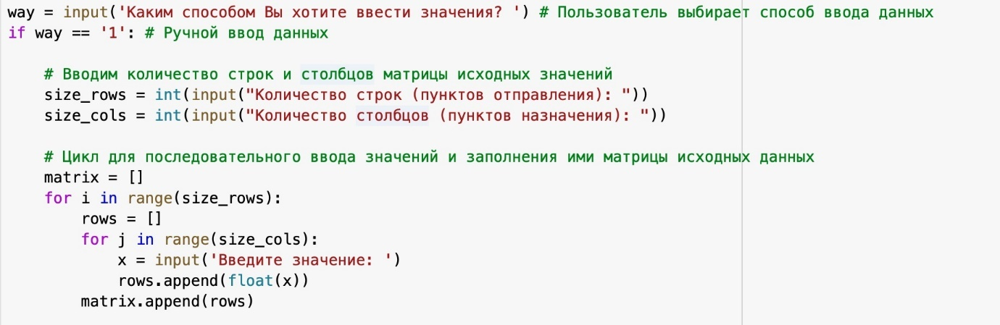 way = input('Каким способом Вы хотите ввести значения? ') # Пользователь выбирает способ ввода данных
if way == '1': # Ручной ввод данных
# Вводим количество строк и столбцов матрицы исходных значений
size_rows = int(input("Количество строк (пунктов отправления): "))
size_cols = int(input("Количество столбцов (пунктов назначения): "))
# Цикл для последовательного ввода значений и заполнения ими матрицы исходных данных
matrix = []
for i in range(size_rows):
rows = []
for j in range(size_cols):
x = input('Введите значение: ')
rows.append(float(x))
matrix.append(rows)